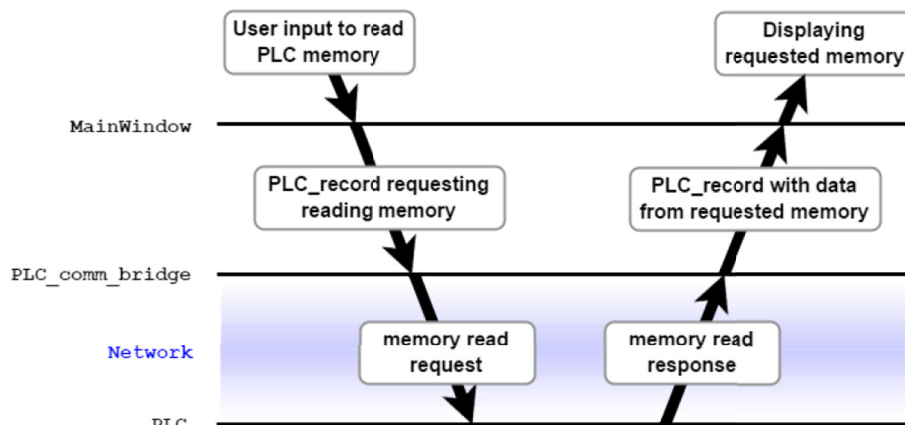 User input to read
PLC memory
Displaying
requested memory
MainWindow
PLC_record requesting
reading memory
PLC_record with data
from requested memory
PLC_comm_bridge
Network
memory read
request
memory read
response
PLC